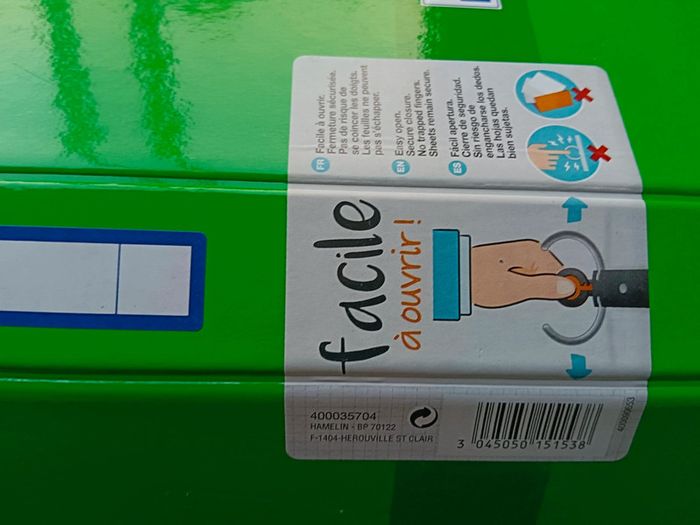 FR Facile à ouvrir.
Fermeture sécurisée.
Pas de risque de
se coincer les doigts.
Les feuilles ne peuvent
pas s'échapper.
EN Easy open.
Secure closure.
No trapped fingers.
Sheets remain secure.
ES Fácil apertura.
Cierre de seguridad.
Sin riesgo de
engancharse los dedos.
Las hojas quedan
bien sujetas.
facile
à ouvrir!
400035704
HAMELIN - BP 70122
F-1404-HEROUVILLE ST CLAIR
3 045050 151538